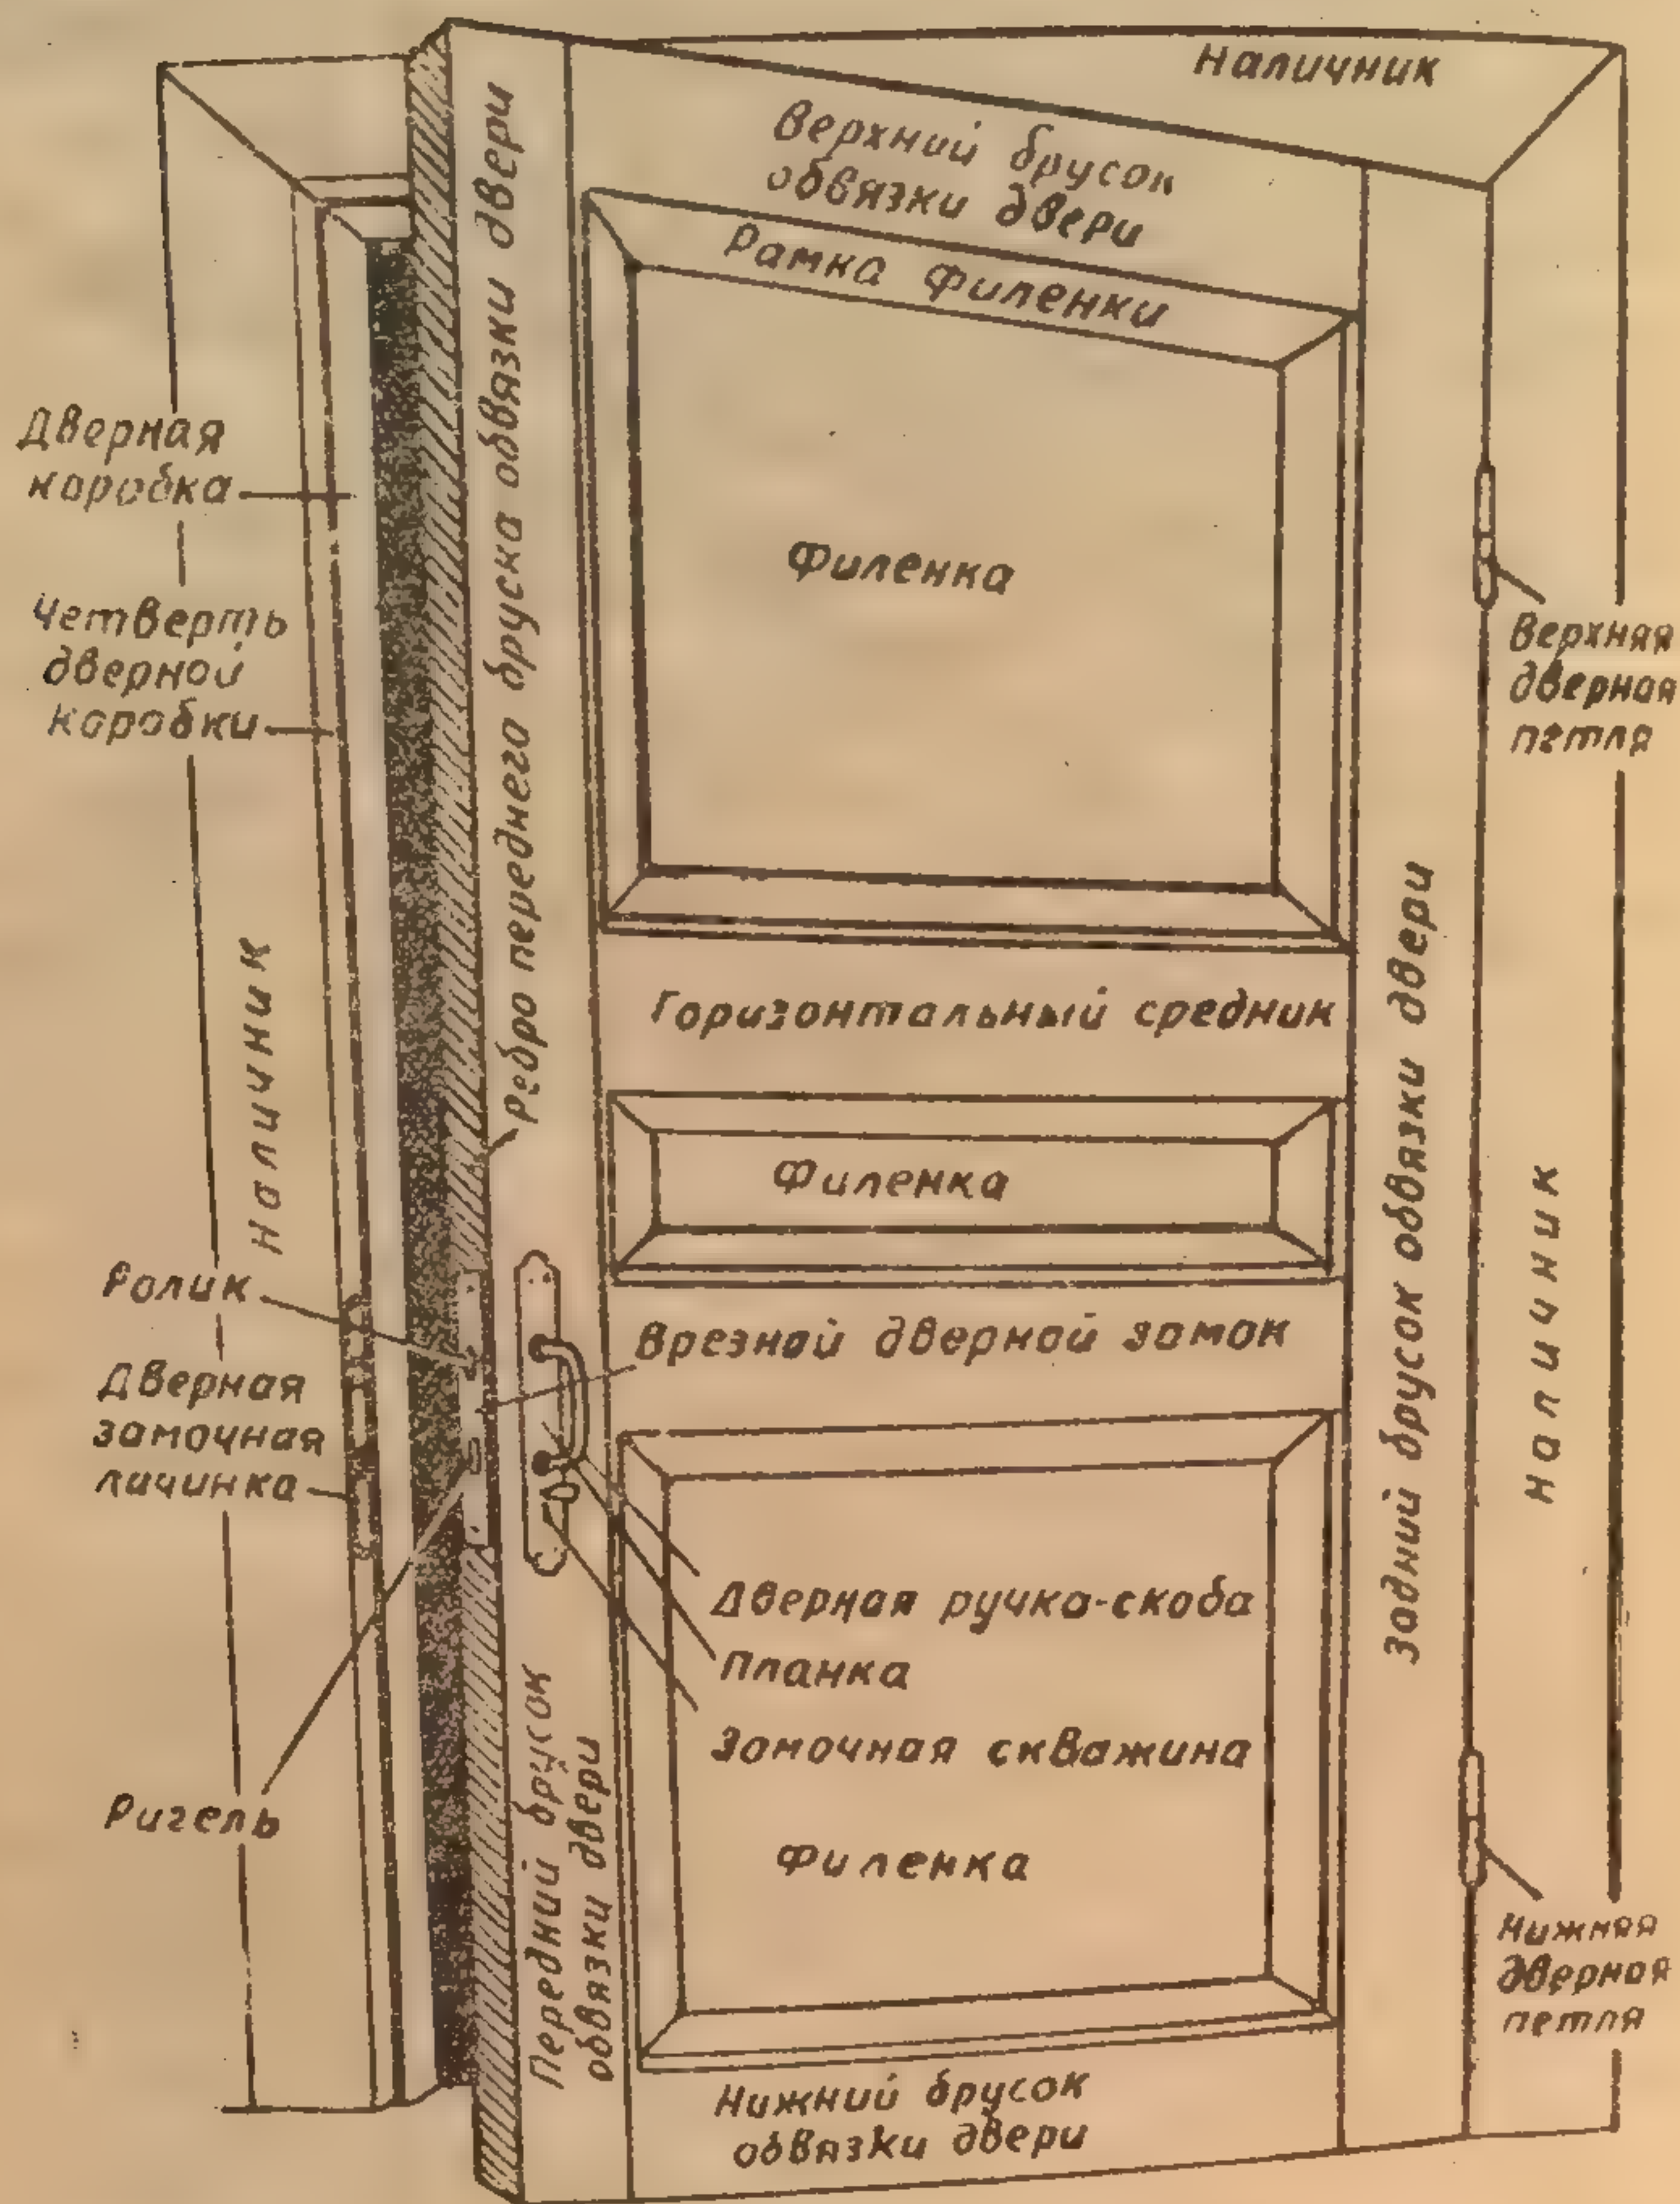 Наличник
Верхний брусок
обвязки двери
Рамка филенки
Ребро переднего бруска обвязки двери
Дверная
коробка
Филенка
Четверть
дверной
коробки
Верхняя
дверная
петля
Наличник
Горизонтальный средник
Задний брусок обвязки двери
Филенка
Наличник
Ролик
Врезной дверной замок
Дверная
замочная
личинка
Дверная ручка-скоба
Планка
Замочная скважина
Ригель
Передний брусок
обвязки двери
Филенка
Нижняя
дверная
петля
Нижний брусок
обвязки двери